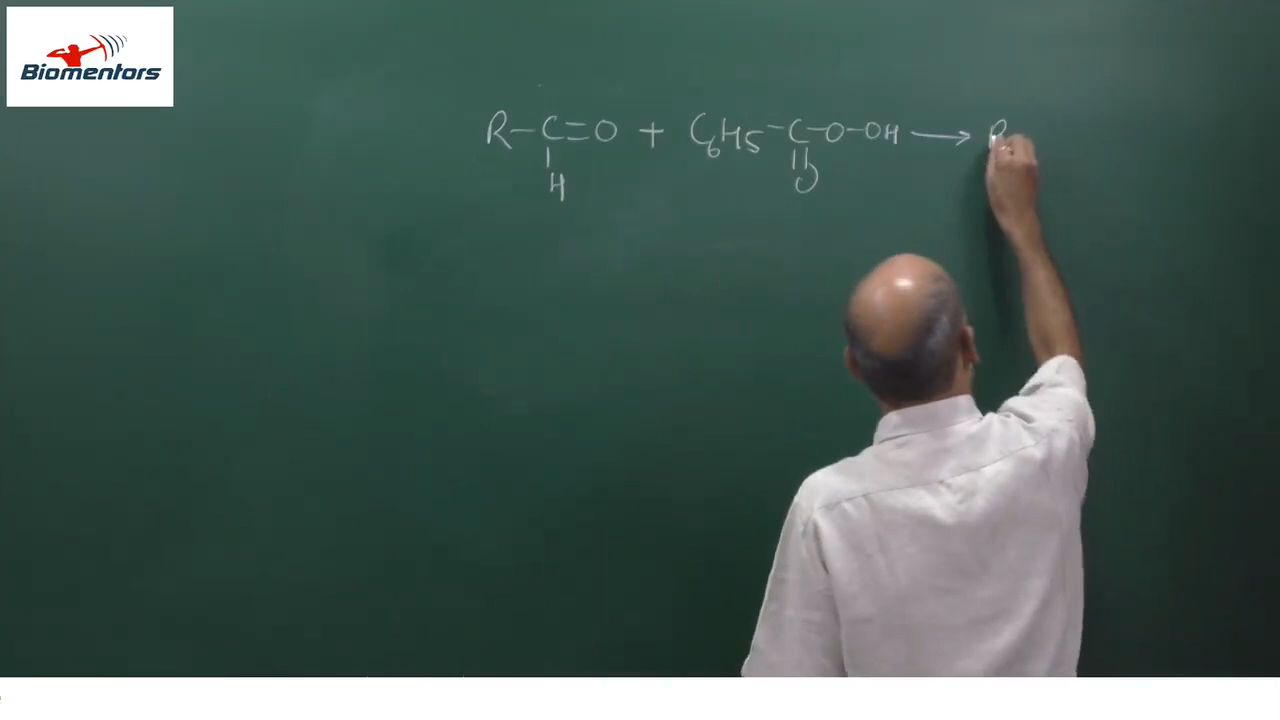 Biomentors
R-C=O + C6H5-C-O-OH → R
H O